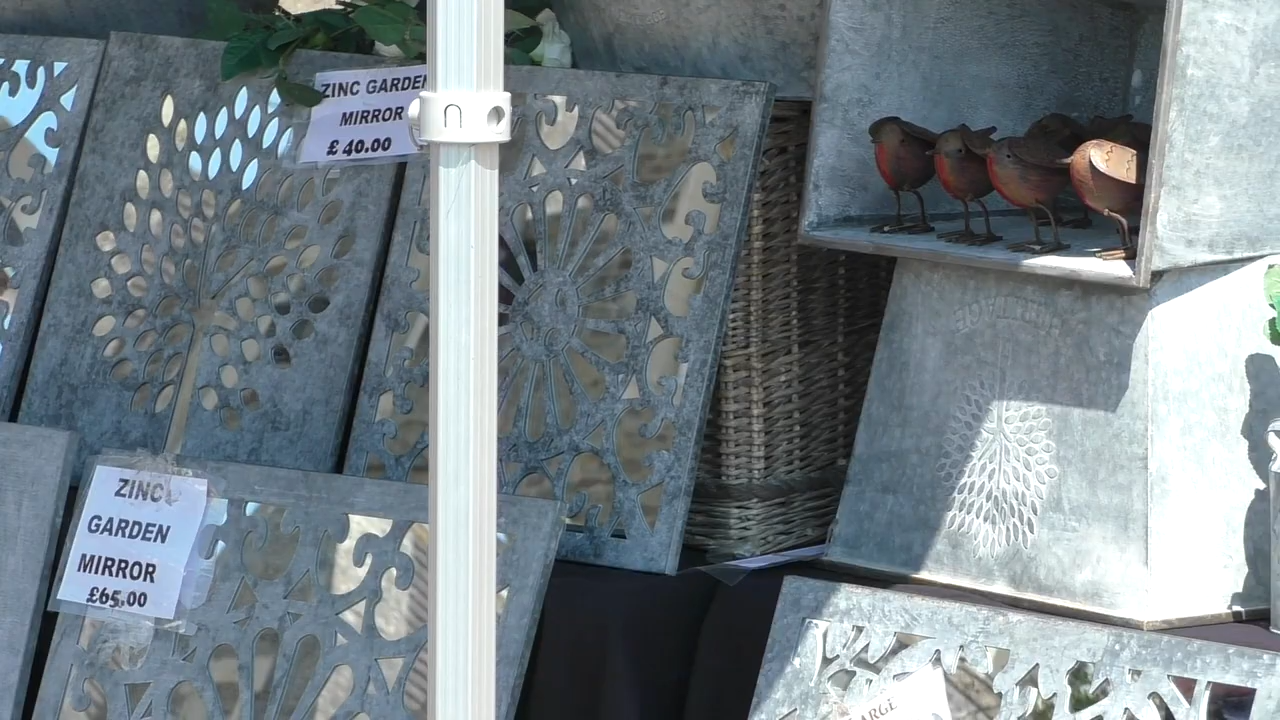 ZINC GARDEN
MIRROR
£ 40.00
ZINC
GARDEN
MIRROR
£65.00